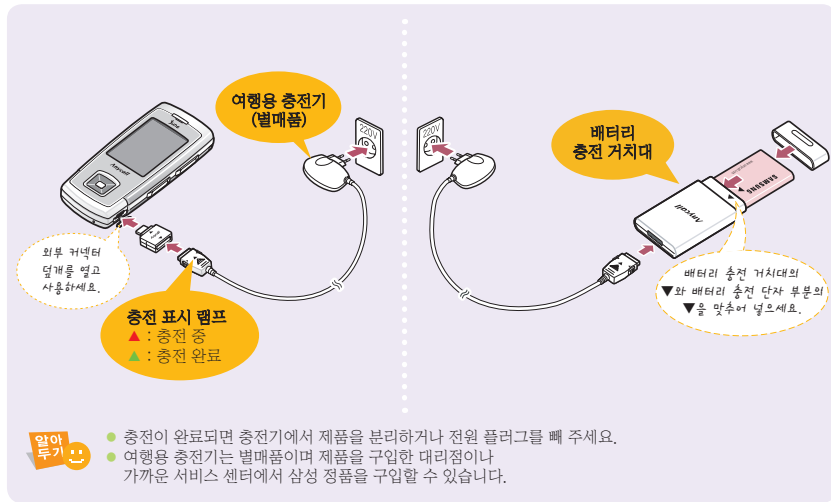 여행용 충전기
(별매품)
220V
220V
배터리
충전 거치대
Anycall
Anycall
SAMSUNG
외부 커넥터
덮개를 열고
사용하세요.
충전 표시 램프
▲ : 충전 중
▲ : 충전 완료
배터리 충전 거치대의
▼와 배터리 충전 단자 부분의
▼을 맞추어 넣으세요.
알아
두기
● 충전이 완료되면 충전기에서 제품을 분리하거나 전원 플러그를 빼 주세요.
● 여행용 충전기는 별매품이며 제품을 구입한 대리점이나
가까운 서비스 센터에서 삼성 정품을 구입할 수 있습니다.